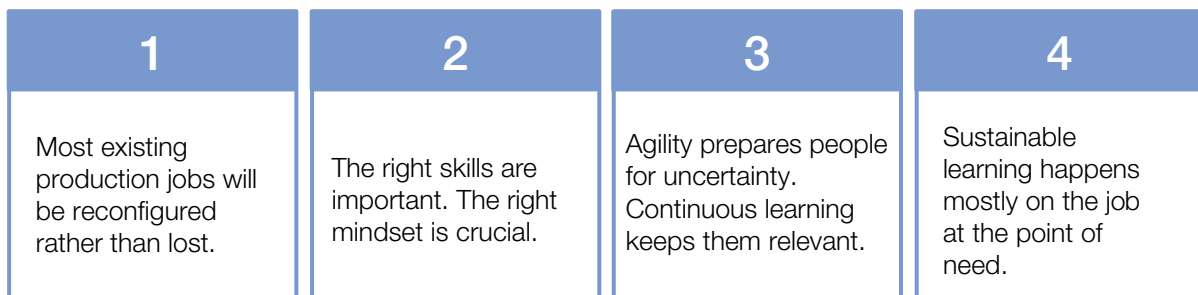 1
Most existing
production jobs will
be reconfigured
rather than lost.
2
The right skills are
important. The right
mindset is crucial.
3
Agility prepares people
for uncertainty.
Continuous learning
keeps them relevant.
4
Sustainable
learning happens
mostly on the job
at the point of
need.